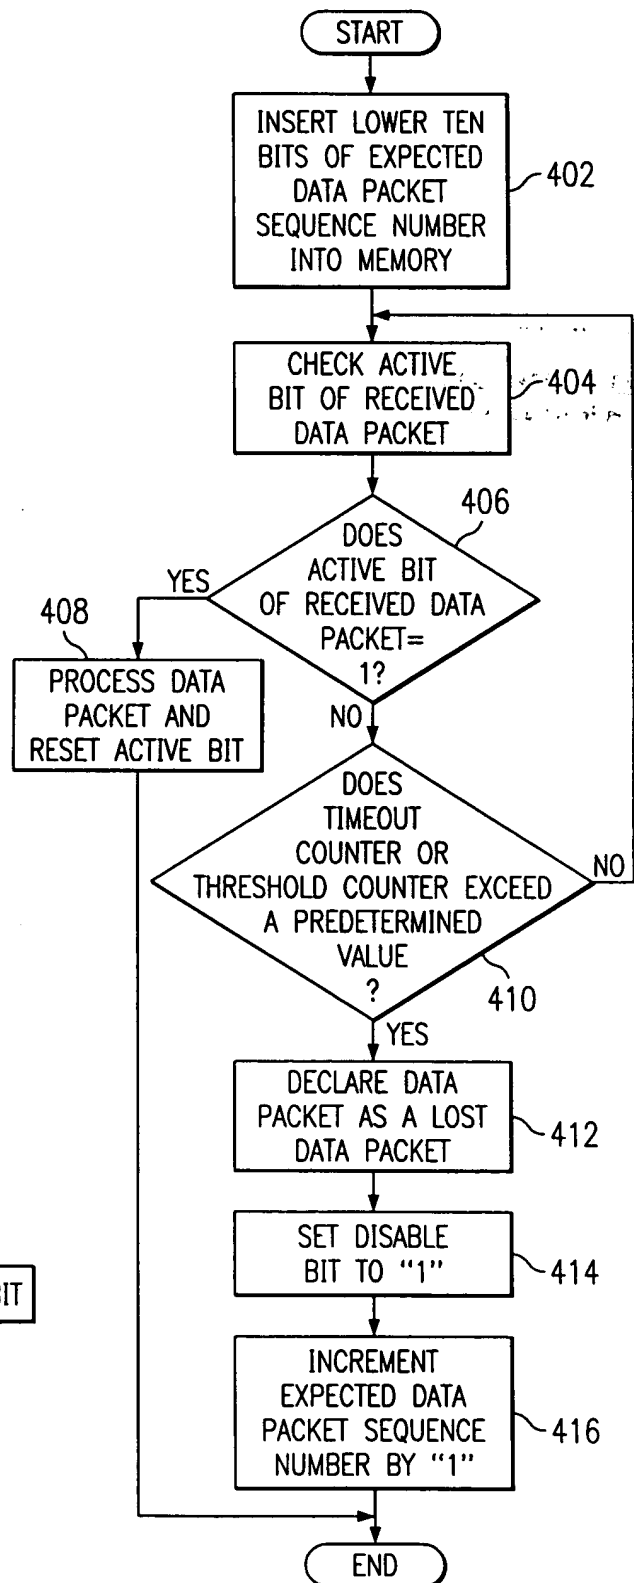 START
INSERT LOWER TEN
BITS OF EXPECTED
DATA PACKET
SEQUENCE NUMBER
INTO MEMORY
402
CHECK ACTIVE
BIT OF RECEIVED
DATA PACKET
404
406
DOES
ACTIVE BIT
OF RECEIVED DATA
PACKET=
1?
YES
408
PROCESS DATA
PACKET AND
RESET ACTIVE BIT
NO
DOES
TIMEOUT
COUNTER OR
THRESHOLD COUNTER EXCEED
A PREDETERMINED
VALUE
?
NO
410
YES
DECLARE DATA
PACKET AS A LOST
DATA PACKET
412
SET DISABLE
BIT TO “1”
414
INCREMENT
EXPECTED DATA
PACKET SEQUENCE
NUMBER BY “1”
416
END